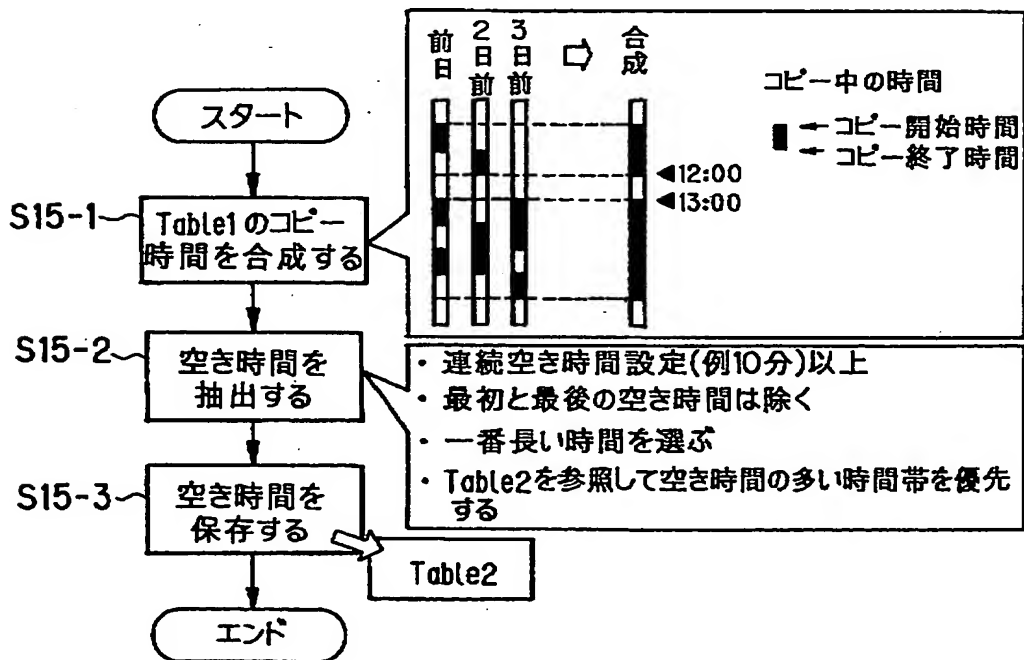 スタート
S15-1
Table1のコピー
時間を合成する
S15-2
空き時間を
抽出する
S15-3
空き時間を
保存する
Table2
エンド
前日
2日前
3日前
合成
◀12:00
◀13:00
コピー中の時間
←コピー開始時間
←コピー終了時間
・連続空き時間設定(例10分)以上
・最初と最後の空き時間は除く
・一番長い時間を選ぶ
・Table2を参照して空き時間の多い時間帯を優先
する